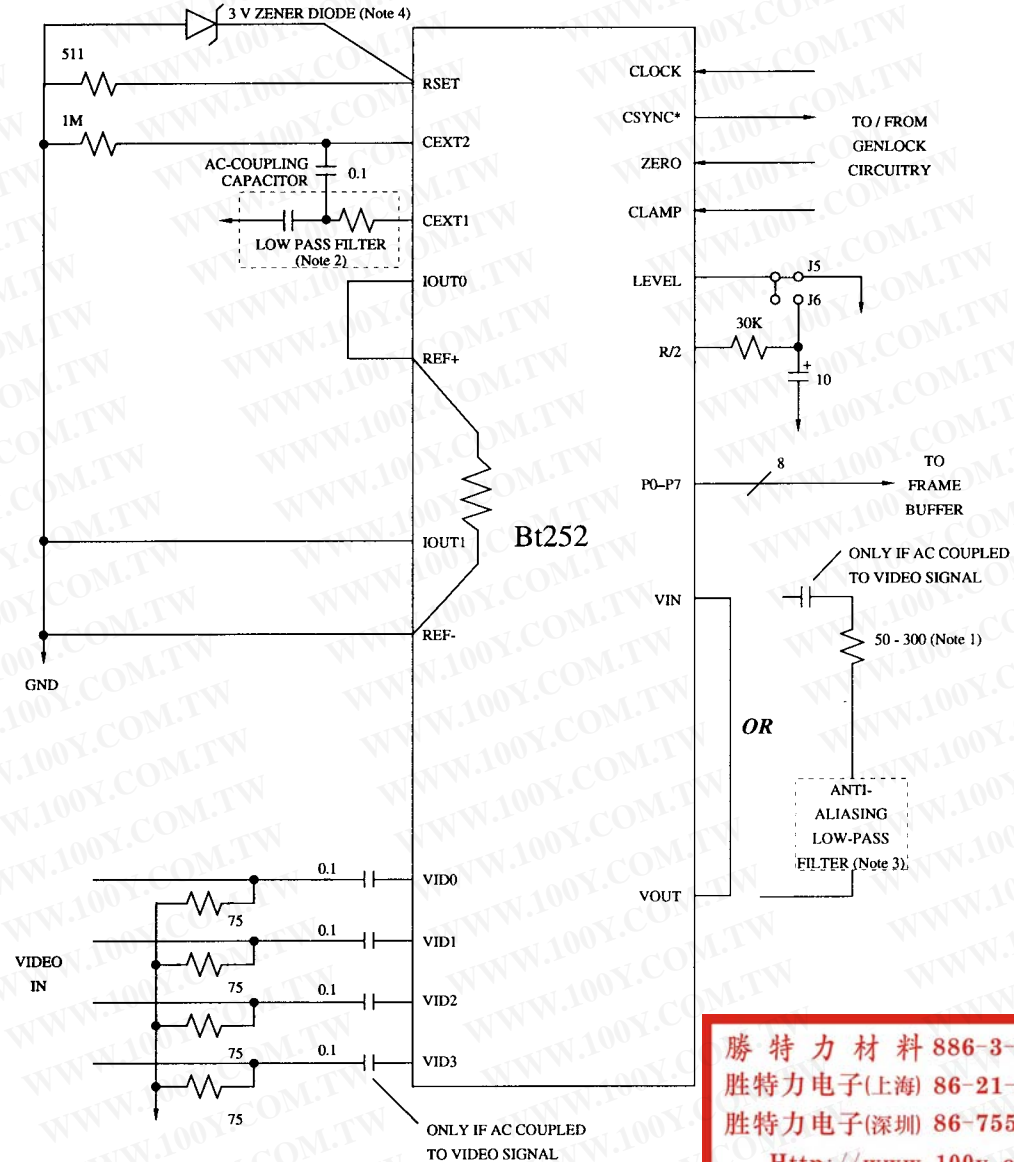 3 V ZENER DIODE (Note 4)
511
RSET
1M
CEXT2
AC-COUPLING
CAPACITOR
0.1
CEXT1
LOW PASS FILTER
(Note 2)
IOUT0
REF+
IOUT1
REF-
GND
Bt252
CLOCK
CSYNC*
ZERO
CLAMP
TO / FROM
GENLOCK
CIRCUITRY
LEVEL
J5
J6
30K
R/2
+
10
P0–P7
8
TO
FRAME
BUFFER
VIN
ONLY IF AC COUPLED
TO VIDEO SIGNAL
50 - 300 (Note 1)
OR
ANTI-
ALIASING
LOW-PASS
FILTER (Note 3)
VOUT
VIDEO
IN
0.1
VID0
75
0.1
VID1
75
0.1
VID2
75
0.1
VID3
75
ONLY IF AC COUPLED
TO VIDEO SIGNAL
勝 特 力 材 料 886-3-
胜特力电子(上海) 86-21-
胜特力电子(深圳) 86-755
WWW.100Y.COM.TW